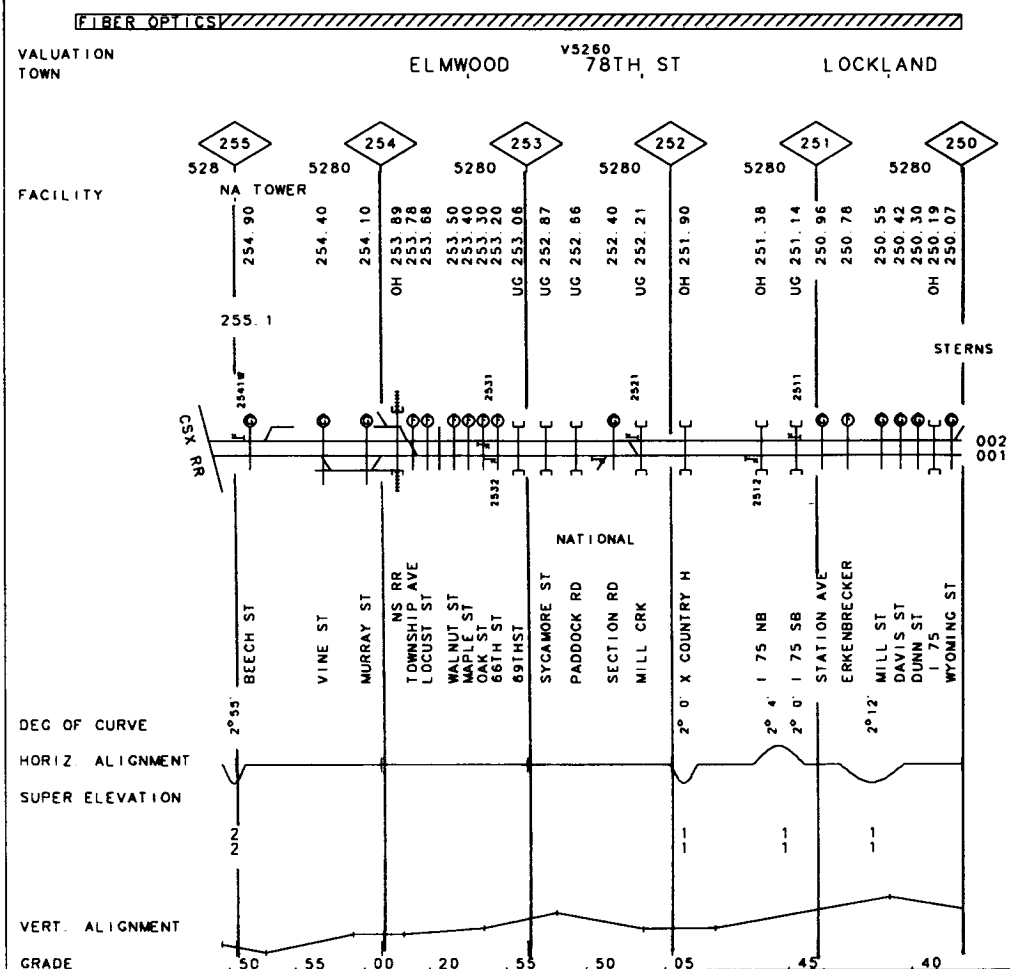 FIBER OPTICS
VALUATION
V5260
TOWN
ELMWOOD 78TH ST LOCKLAND
255 254 253 252 251 250
528 5280 5280 5280 5280 5280
FACILITY
NA TOWER
254.90
254.40
254.10
OH 253.89
253.78
253.68
253.50
253.40
253.30
253.20
UG 253.06
UG 252.87
UG 252.66
252.40
UG 252.21
OH 251.90
OH 251.38
UG 251.14
250.96
250.78
250.55
250.42
250.30
OH 250.19
250.07
255.1
STERNS
2541W
2531
2521
2511
CSX RR
002
001
2532
2512
NATIONAL
BEECH ST
VINE ST
MURRAY ST
NS RR
TOWNSHIP AVE
LOCUST ST
WALNUT ST
MAPLE ST
OAK ST
66TH ST
69THST
SYCAMORE ST
PADDOCK RD
SECTION RD
MILL CRK
X COUNTRY H
I 75 NB
I 75 SB
STATION AVE
ERKENBRECKER
MILL ST
DAVIS ST
DUNN ST
I 75
WYOMING ST
DEG OF CURVE
2° 55'
2° 0'
2° 4'
2° 0'
2° 12'
HORIZ. ALIGNMENT
SUPER ELEVATION
2 1 1 1
2 1 1 1
VERT. ALIGNMENT
GRADE .50 .55 .00 .20 .55 .50 .05 .45 .40